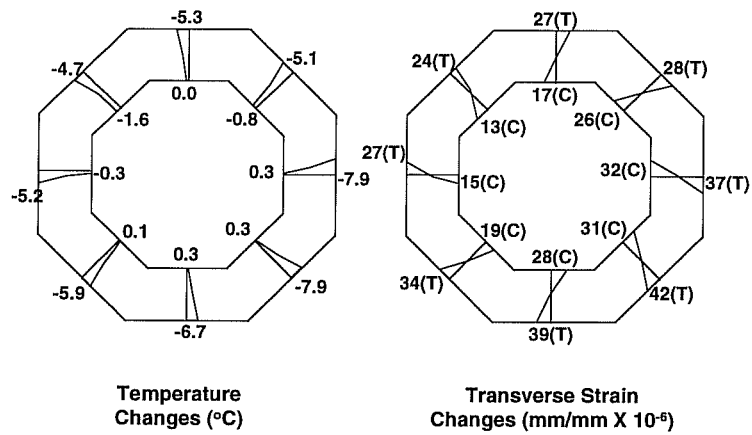 -5.3
-4.7
-5.1
0.0
-1.6
-0.8
-0.3
0.3
-5.2
-7.9
0.1
0.3
0.3
-5.9
-7.9
-6.7
Temperature
Changes (°C)
27(T)
24(T)
28(T)
17(C)
13(C)
26(C)
27(T)
15(C)
32(C)
37(T)
19(C)
31(C)
28(C)
34(T)
42(T)
39(T)
Transverse Strain
Changes (mm/mm X 10⁻⁶)